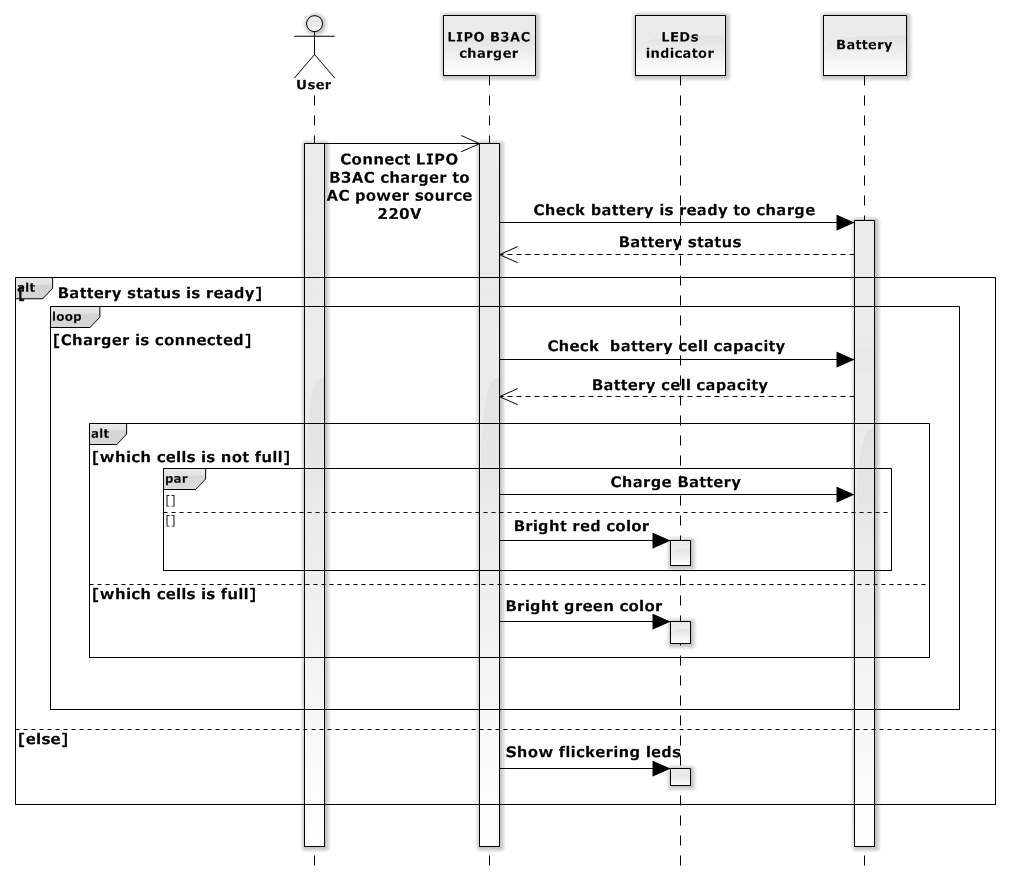 LIPO B3AC
charger
LEDs
indicator
Battery
User
Connect LIPO
B3AC charger to
AC power source
220V
Check battery is ready to charge
Battery status
alt
[ Battery status is ready]
loop
[Charger is connected]
Check  battery cell capacity
Battery cell capacity
alt
[which cells is not full]
par
Charge Battery
[]
[]
Bright red color
[which cells is full]
Bright green color
[else]
Show flickering leds